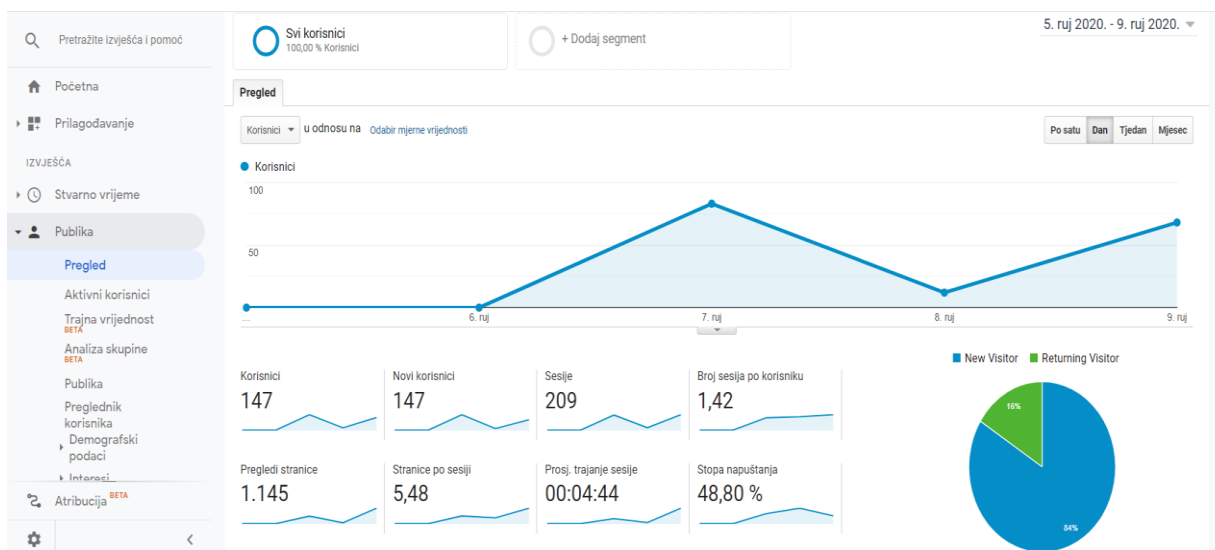 Pretražite izvješća i pomoć
Početna
Prilagođavanje
IZVJEŠĆA
Stvarno vrijeme
Publika
Pregled
Aktivni korisnici
Trajna vrijednost
BETA
Analiza skupine
BETA
Publika
Preglednik
korisnika
Demografski
podaci
Interesi
Atribucija BETA
Svi korisnici
100,00 % Korisnici
+ Dodaj segment
5. ruj 2020. - 9. ruj 2020.
Pregled
Korisnici u odnosu na Odabir mjerne vrijednosti
Po satu Dan Tjedan Mjesec
Korisnici
100
50
... 6. ruj 7. ruj 8. ruj 9. ruj
Korisnici Novi korisnici Sesije Broj sesija po korisniku
147 147 209 1,42
Pregledi stranice Stranice po sesiji Prosj. trajanje sesije Stopa napuštanja
1.145 5,48 00:04:44 48,80 %
New Visitor Returning Visitor
16%
84%